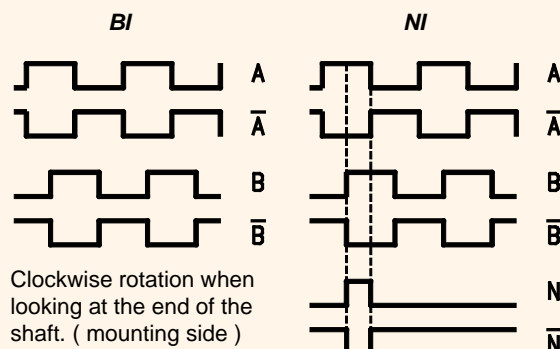 BI NI
A A
A̅ A̅
B B
B̅ B̅
Clockwise rotation when
looking at the end of the
shaft. ( mounting side )
N
N̅